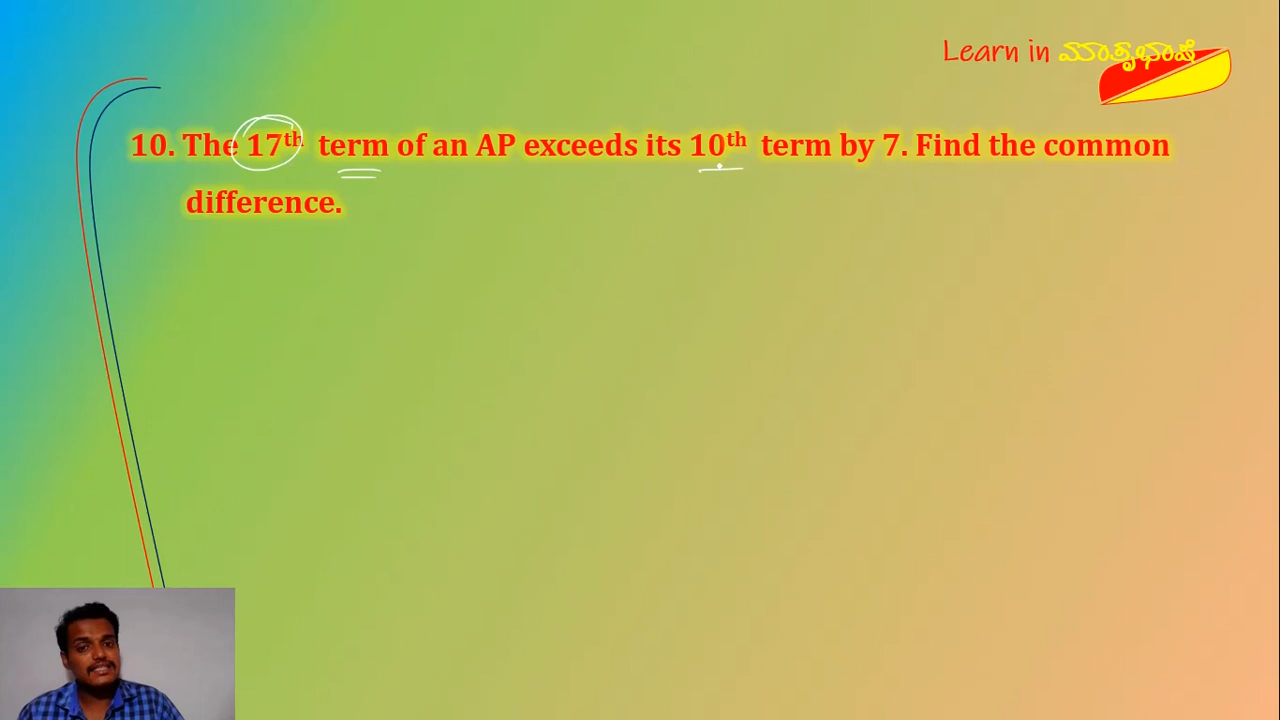 Learn in ಮಾತೃಭಾಷೆ
10. The 17th term of an AP exceeds its 10th term by 7. Find the common
difference.